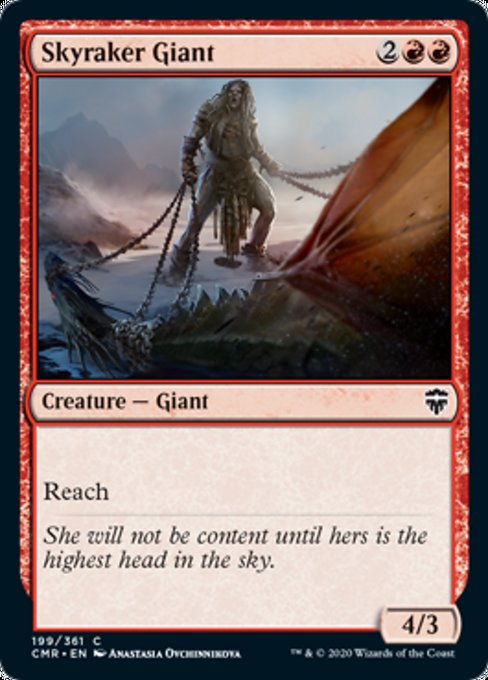 Skyraker Giant 2
Creature — Giant
Reach
She will not be content until hers is the
highest head in the sky.
4/3
199/361 C
CMR • EN Anastasia Ovchinnikova
™ & © 2020 Wizards of the Coast